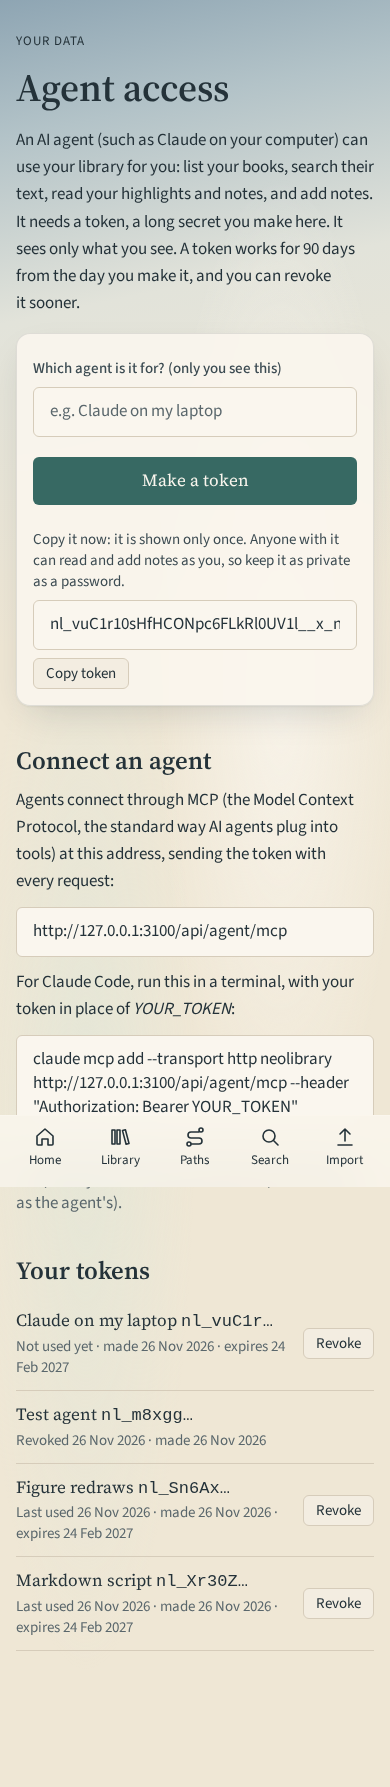 YOUR DATA
Agent access
An AI agent (such as Claude on your computer) can
use your library for you: list your books, search their
text, read your highlights and notes, and add notes.
It needs a token, a long secret you make here. It
sees only what you see. A token works for 90 days
from the day you make it, and you can revoke
it sooner.
Which agent is it for? (only you see this)
e.g. Claude on my laptop
Make a token
Copy it now: it is shown only once. Anyone with it
can read and add notes as you, so keep it as private
as a password.
nl_vuC1r10sHfHCONpc6FLkRl0UV1l__x_n
Copy token
Connect an agent
Agents connect through MCP (the Model Context
Protocol, the standard way AI agents plug into
tools) at this address, sending the token with
every request:
http://127.0.0.1:3100/api/agent/mcp
For Claude Code, run this in a terminal, with your
token in place of YOUR_TOKEN:
claude mcp add --transport http neolibrary
http://127.0.0.1:3100/api/agent/mcp --header
"Authorization: Bearer YOUR_TOKEN"
Home Library Paths Search Import
as the agent's).
Your tokens
Claude on my laptop nl_vuC1r…
Not used yet · made 26 Nov 2026 · expires 24
Feb 2027
Revoke
Test agent nl_m8xgg…
Revoked 26 Nov 2026 · made 26 Nov 2026
Figure redraws nl_Sn6Ax…
Last used 26 Nov 2026 · made 26 Nov 2026 ·
expires 24 Feb 2027
Revoke
Markdown script nl_Xr30Z…
Last used 26 Nov 2026 · made 26 Nov 2026 ·
expires 24 Feb 2027
Revoke